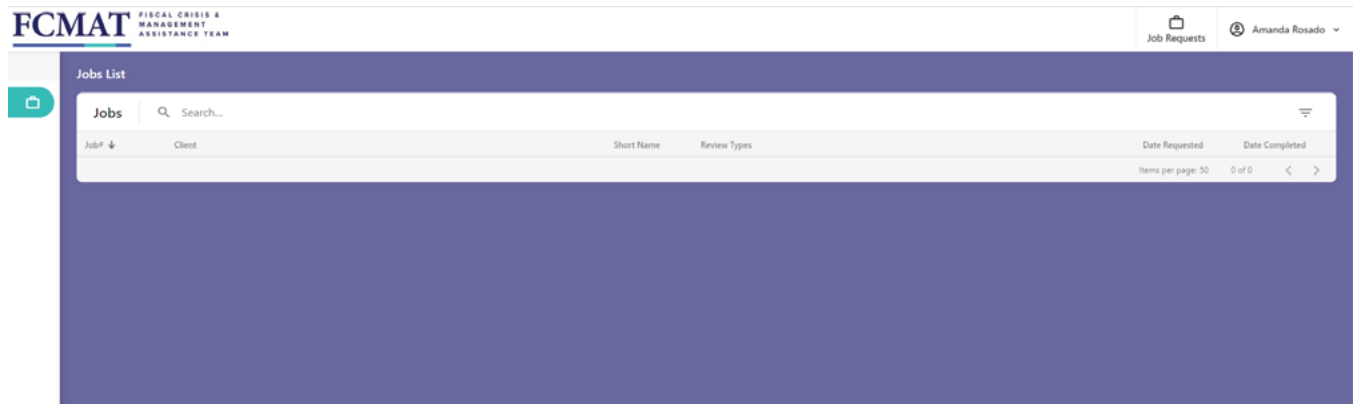 FCMAT
FISCAL CRISIS &
MANAGEMENT
ASSISTANCE TEAM
Job Requests
Amanda Rosado
Jobs List
Jobs
Search...
Job# Client Short Name Review Types Date Requested Date Completed
Items per page: 50 0 of 0